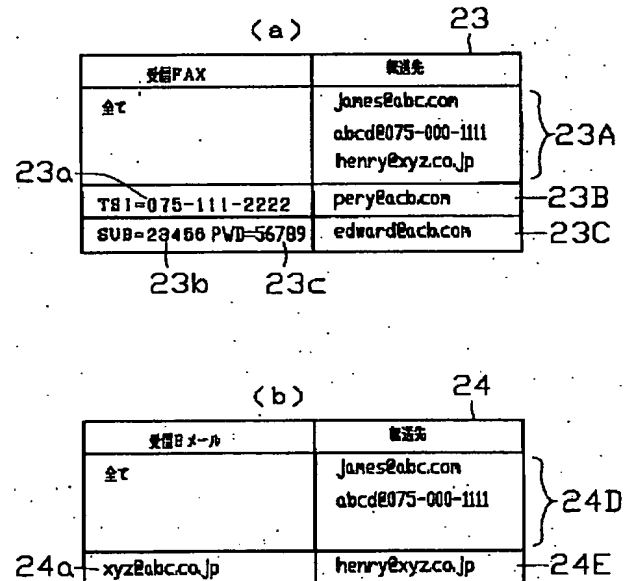 (a)
23
受信FAX 転送先
全て james@abc.com
abcd@075-000-1111
henry@xyz.co.jp
23A
23a
TSI=075-111-2222 pery@acb.com 23B
SUB=23456 PWD=56789 edward@acb.com 23C
23b 23c
(b)
24
受信Eメール 転送先
全て james@abc.com
abcd@075-000-1111
24D
24a xyz@abc.co.jp henry@xyz.co.jp 24E